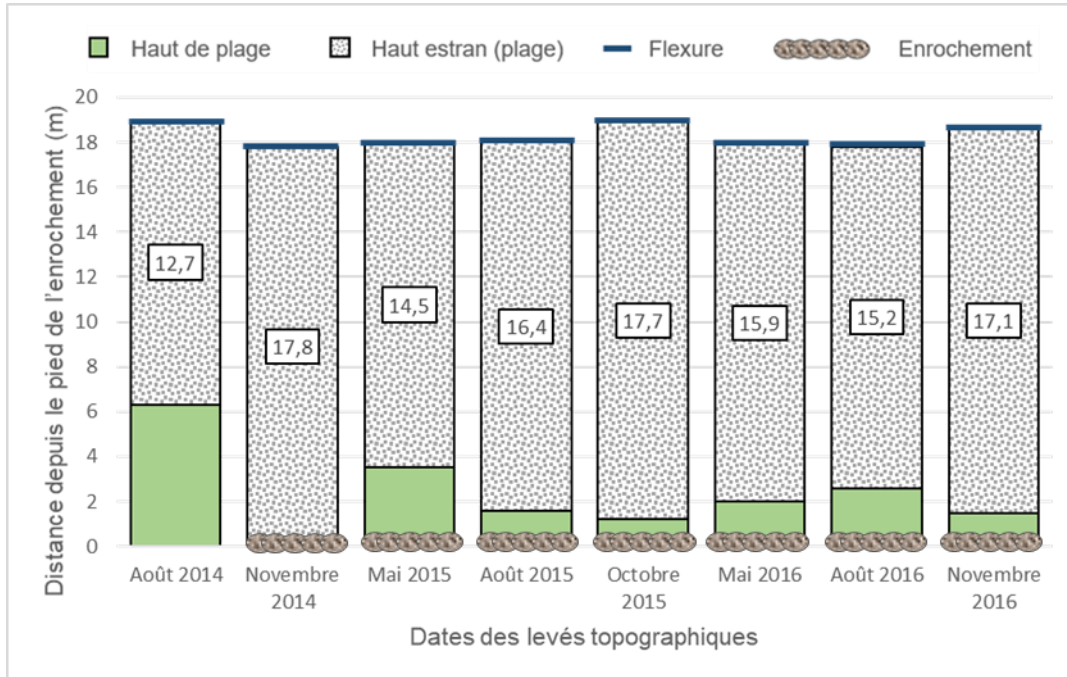 Haut de plage
Haut estran (plage)
Flexure
Enrochement
Distance depuis le pied de l'enrochement (m)
20
18
16
14
12
10
8
6
4
2
0
12,7
17,8
14,5
16,4
17,7
15,9
15,2
17,1
Août 2014
Novembre
2014
Mai 2015
Août 2015
Octobre
2015
Mai 2016
Août 2016
Novembre
2016
Dates des levés topographiques